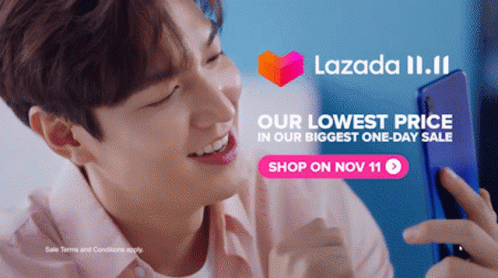 Lazada 11.11
OUR LOWEST PRICE
IN OUR BIGGEST ONE-DAY SALE
SHOP ON NOV 11
Sale Terms and Conditions apply.